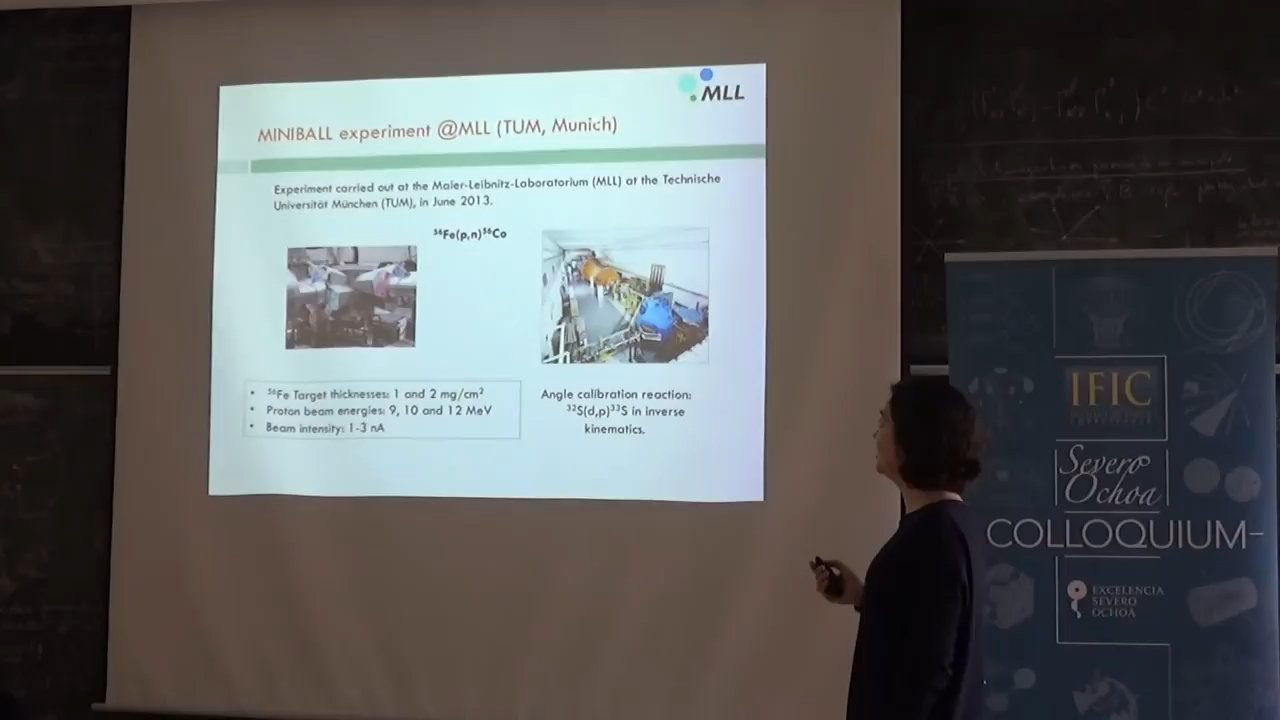 MLL
MINIBALL experiment @MLL (TUM, Munich)
Experiment carried out at the Maier-Leibnitz-Laboratorium (MLL) at the Technische
Universität München (TUM), in June 2013.
⁵⁶Fe(p,n)⁵⁶Co
• ⁵⁶Fe Target thicknesses: 1 and 2 mg/cm²
• Proton beam energies: 9, 10 and 12 MeV
• Beam intensity: 1-3 nA
Angle calibration reaction:
³²S(d,p)³³S in inverse
kinematics.
IFIC
Severo
Ochoa
COLLOQUIUM
EXCELENCIA
SEVERO
OCHOA